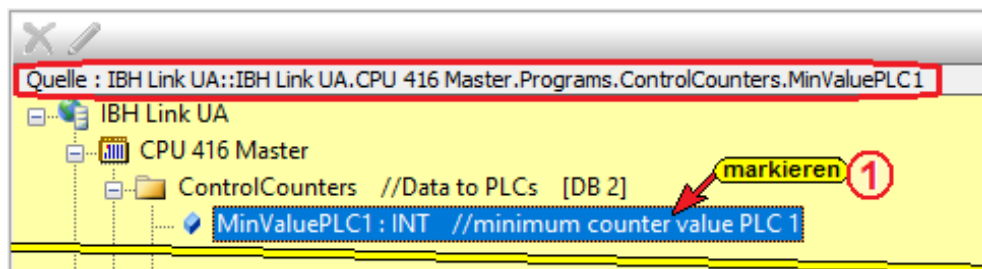 Quelle : IBH Link UA::IBH Link UA.CPU 416 Master.Programs.ControlCounters.MinValuePLC1
IBH Link UA
CPU 416 Master
markieren 1
ControlCounters //Data to PLCs [DB 2]
MinValuePLC1 : INT //minimum counter value PLC 1